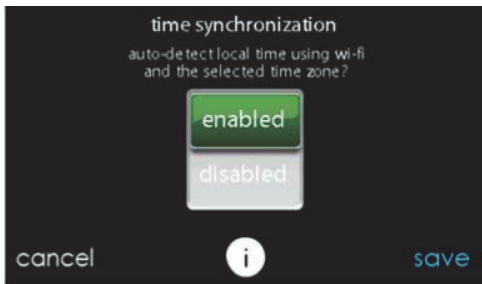 time synchronization
auto-detect local time using wi-fi
and the selected time zone?
enabled
disabled
cancel
i
save